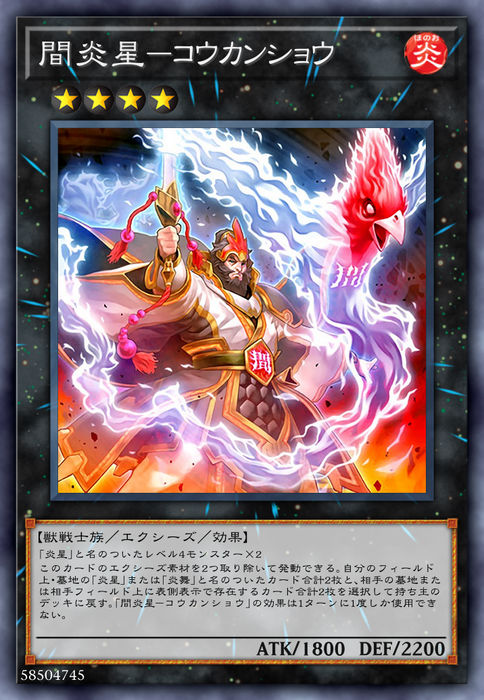 間炎星－コウカンショウ
ほのお
炎
間
間
【獣戦士族／エクシーズ／効果】
「炎星」と名のついたレベル4モンスター×2
このカードのエクシーズ素材を2つ取り除いて発動できる。自分のフィールド
上・墓地の「炎星」または「炎舞」と名のついたカード合計2枚と、相手の墓地また
は相手フィールド上に表側表示で存在するカード合計2枚を選択して持ち主の
デッキに戻す。「間炎星－コウカンショウ」の効果は1ターンに1度しか使用でき
ない。
ATK/1800 DEF/2200
58504745